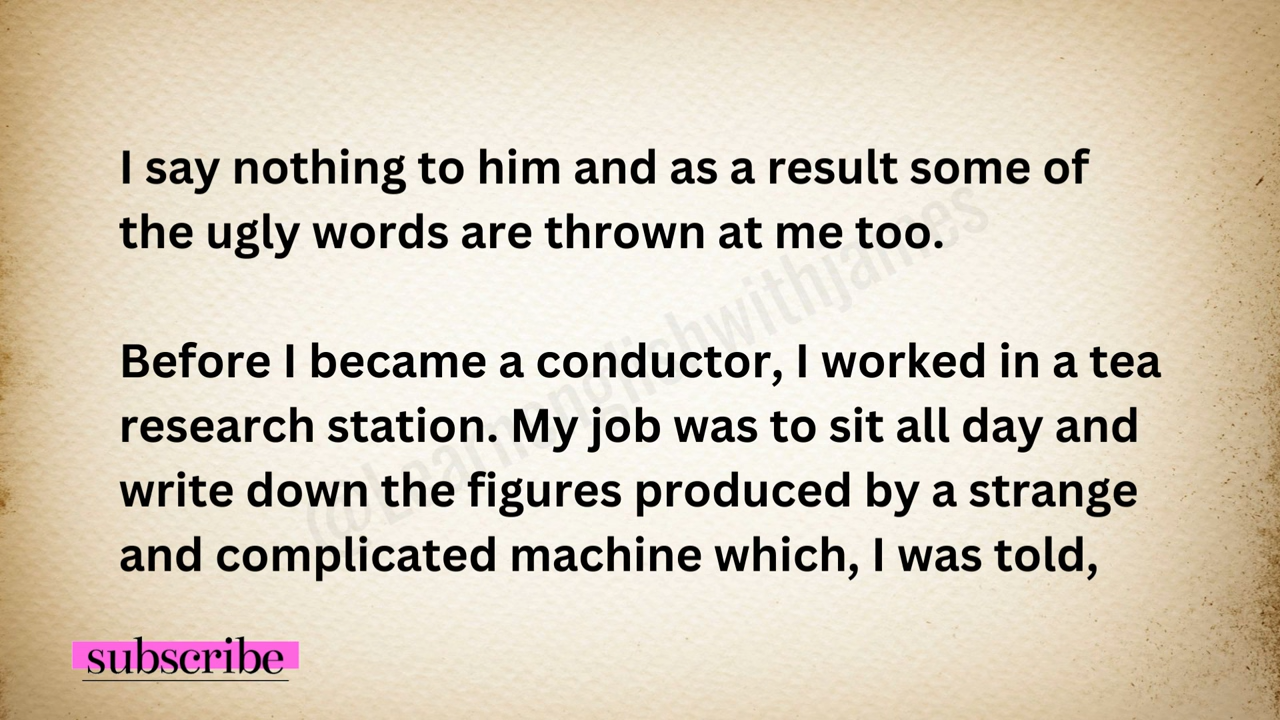 I say nothing to him and as a result some of
the ugly words are thrown at me too.
Before I became a conductor, I worked in a tea
research station. My job was to sit all day and
write down the figures produced by a strange
and complicated machine which, I was told,
@Learnenglishwithjames
subscribe